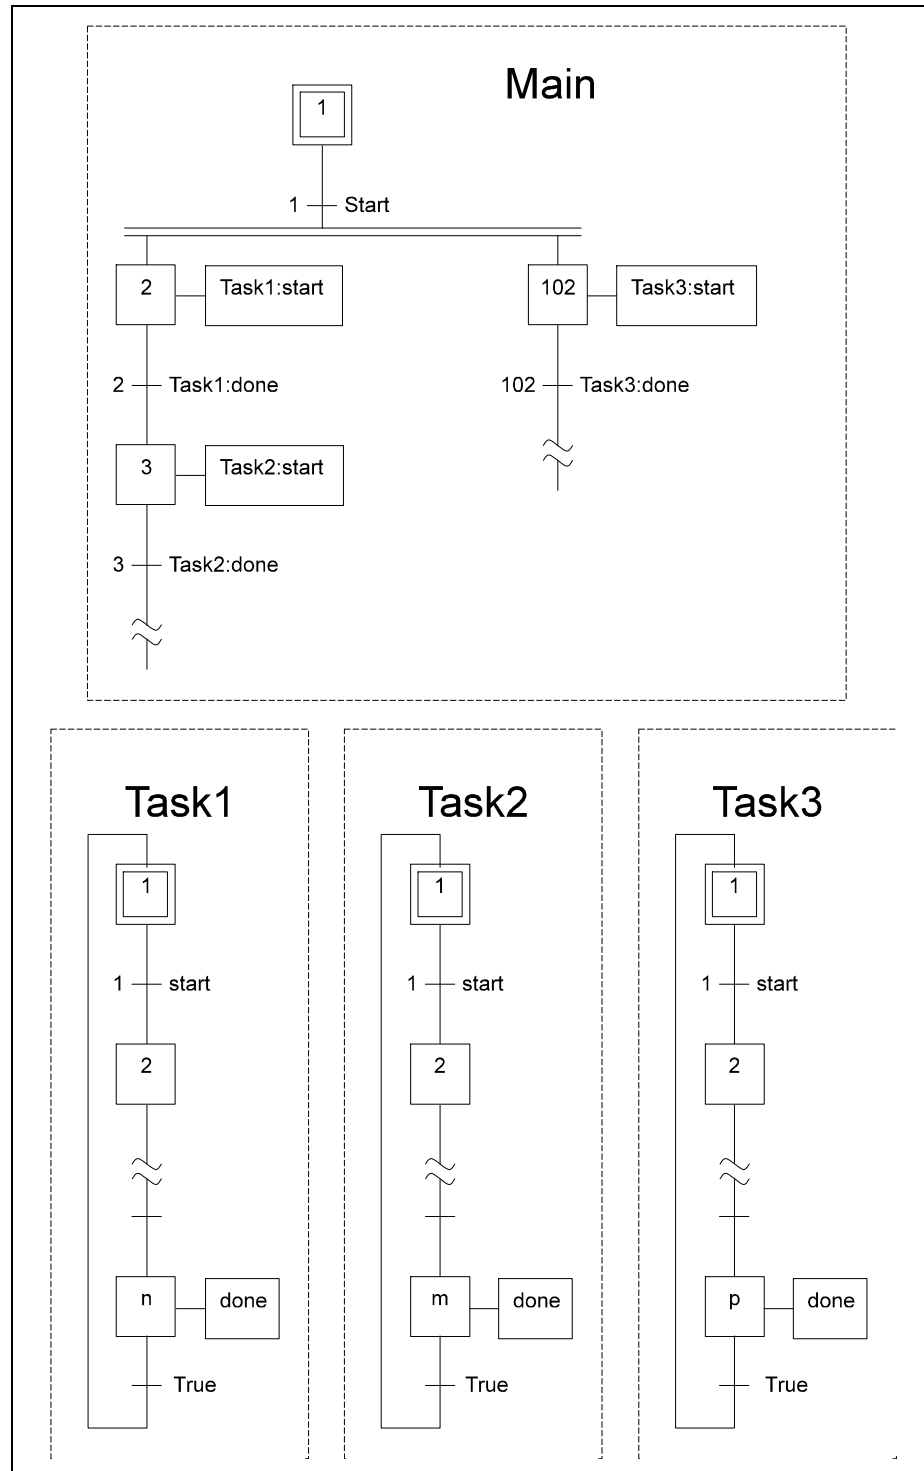 Main
1
1 Start
2 Task1:start 102 Task3:start
2 Task1:done 102 Task3:done
3 Task2:start
3 Task2:done
Task1 Task2 Task3
1 1 1
1 start 1 start 1 start
2 2 2
n done m done p done
True True True